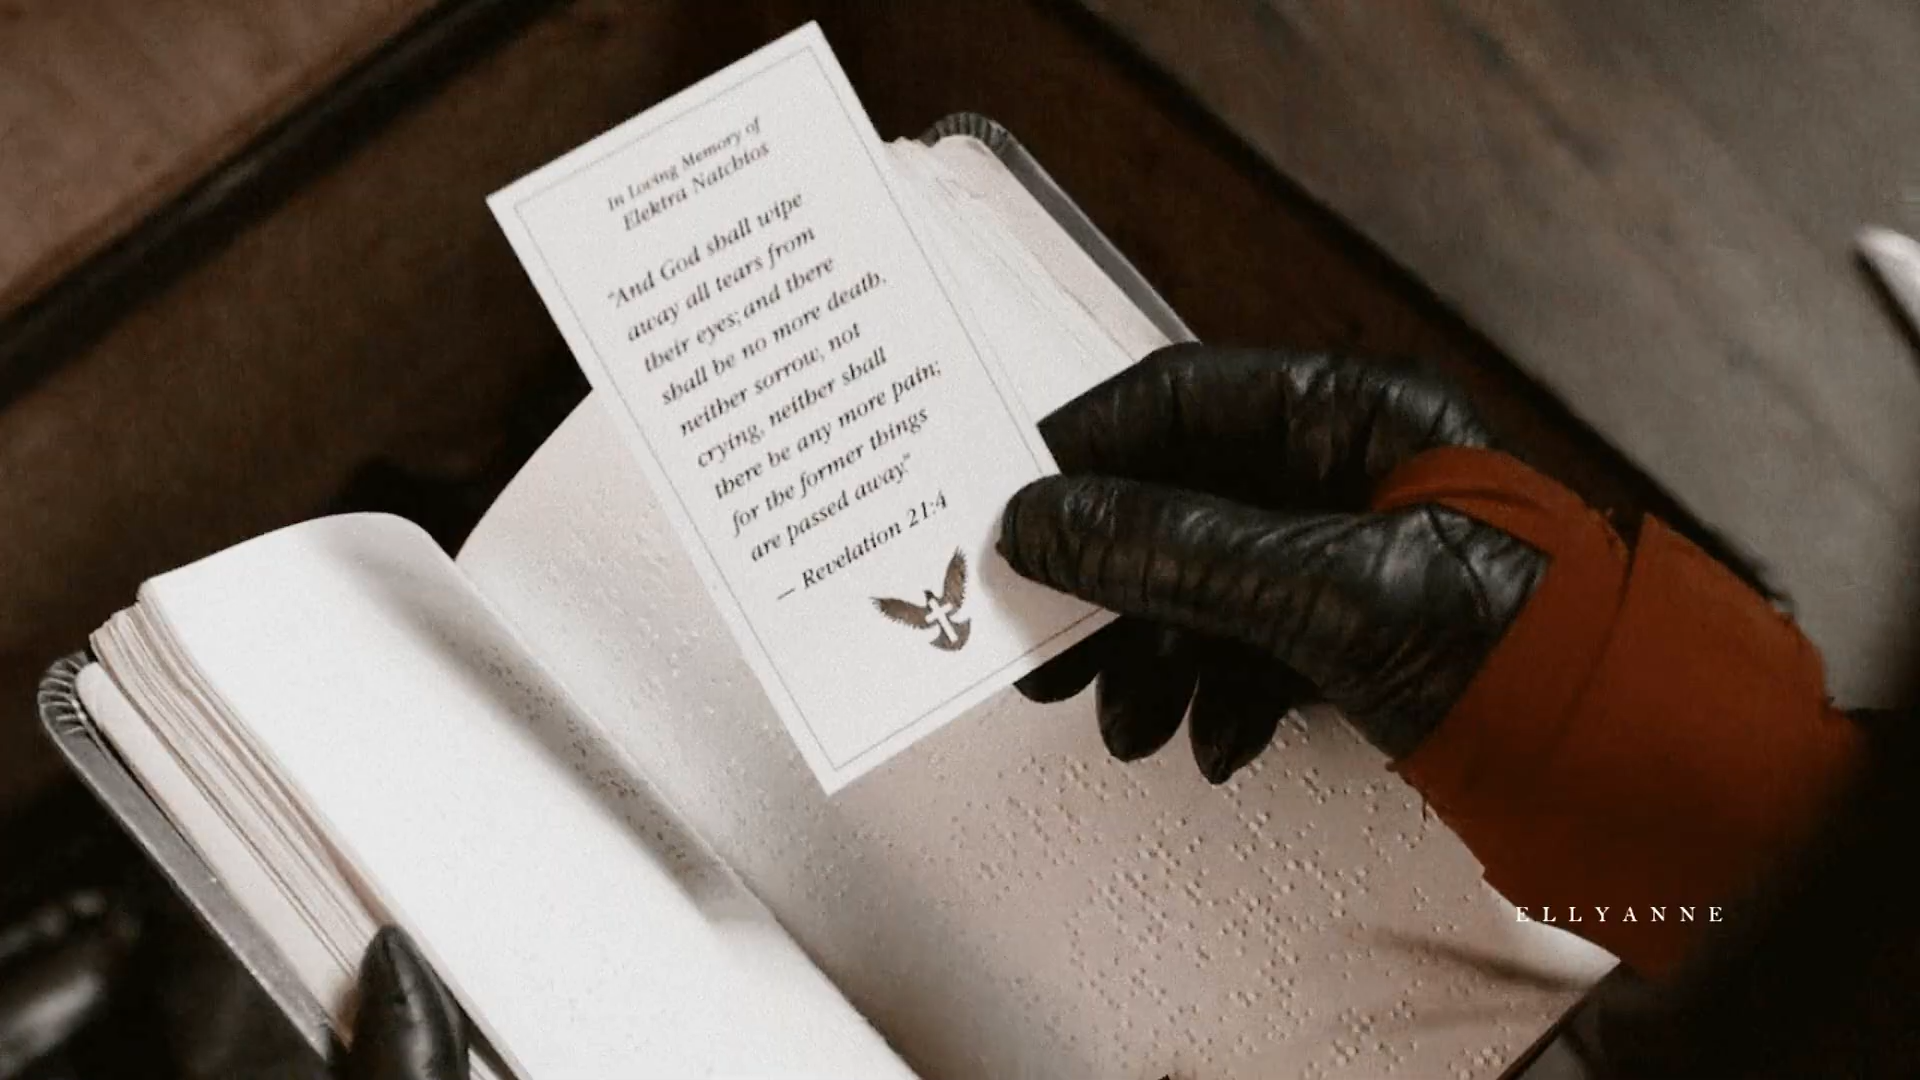 In Loving Memory of
Elektra Natchios
"And God shall wipe
away all tears from
their eyes; and there
shall be no more death,
neither sorrow, not
crying, neither shall
there be any more pain;
for the former things
are passed away."
— Revelation 21:4
ELLYANNE